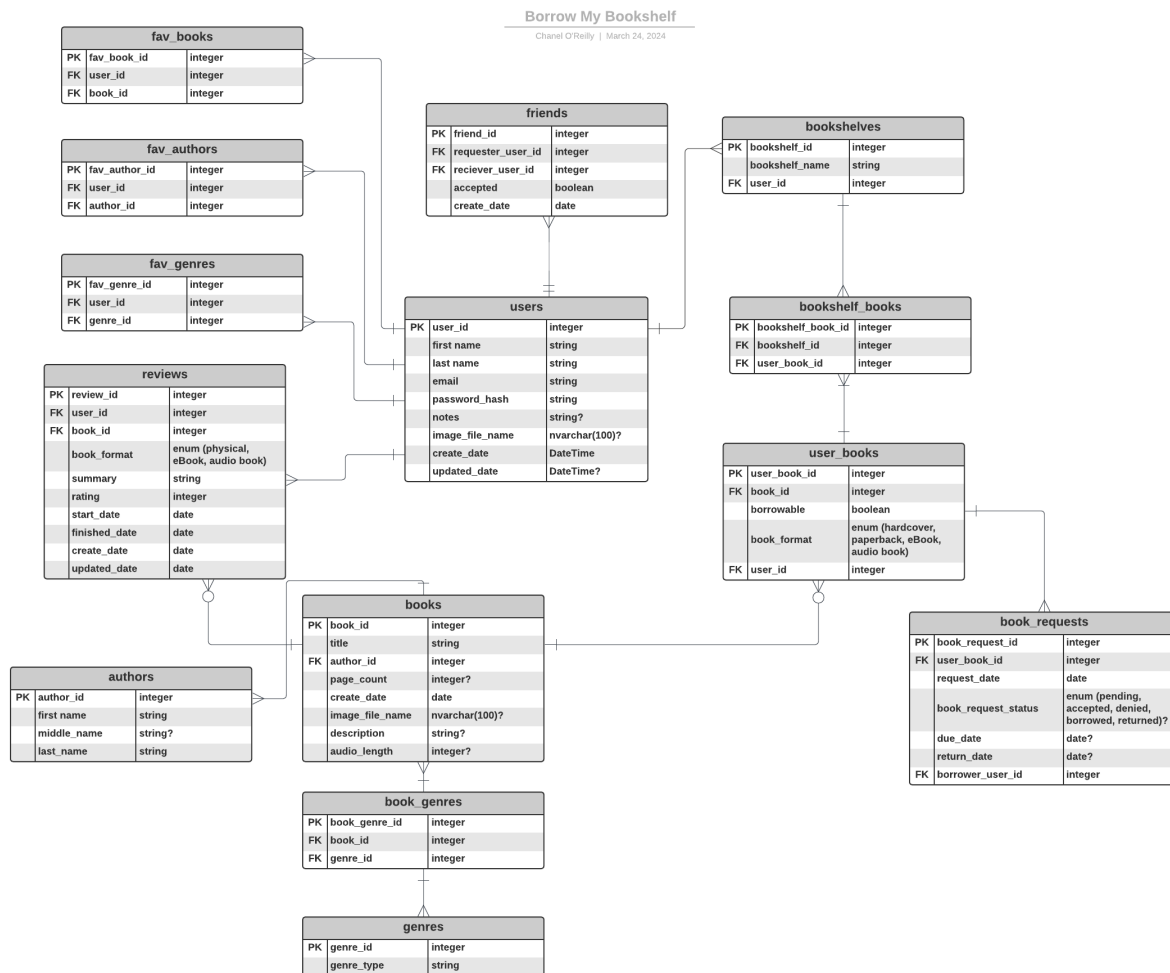 Borrow My Bookshelf
Chanel O'Reilly | March 24, 2024
fav_books
PK fav_book_id integer
FK user_id integer
FK book_id integer
fav_authors
PK fav_author_id integer
FK user_id integer
FK author_id integer
fav_genres
PK fav_genre_id integer
FK user_id integer
FK genre_id integer
friends
PK friend_id integer
FK requester_user_id integer
FK reciever_user_id integer
accepted boolean
create_date date
bookshelves
PK bookshelf_id integer
bookshelf_name string
FK user_id integer
users
PK user_id integer
first name string
last name string
email string
password_hash string
notes string?
image_file_name nvarchar(100)?
create_date DateTime
updated_date DateTime?
bookshelf_books
PK bookshelf_book_id integer
FK bookshelf_id integer
FK user_book_id integer
reviews
PK review_id integer
FK user_id integer
FK book_id integer
book_format enum (physical,
eBook, audio book)
summary string
rating integer
start_date date
finished_date date
create_date date
updated_date date
user_books
PK user_book_id integer
FK book_id integer
borrowable boolean
book_format enum (hardcover,
paperback, eBook,
audio book)
FK user_id integer
books
PK book_id integer
title string
FK author_id integer
page_count integer?
create_date date
image_file_name nvarchar(100)?
description string?
audio_length integer?
book_requests
PK book_request_id integer
FK user_book_id integer
request_date date
book_request_status enum (pending,
accepted, denied,
borrowed, returned)?
due_date date?
return_date date?
FK borrower_user_id integer
authors
PK author_id integer
first name string
middle_name string?
last_name string
book_genres
PK book_genre_id integer
FK book_id integer
FK genre_id integer
genres
PK genre_id integer
genre_type string